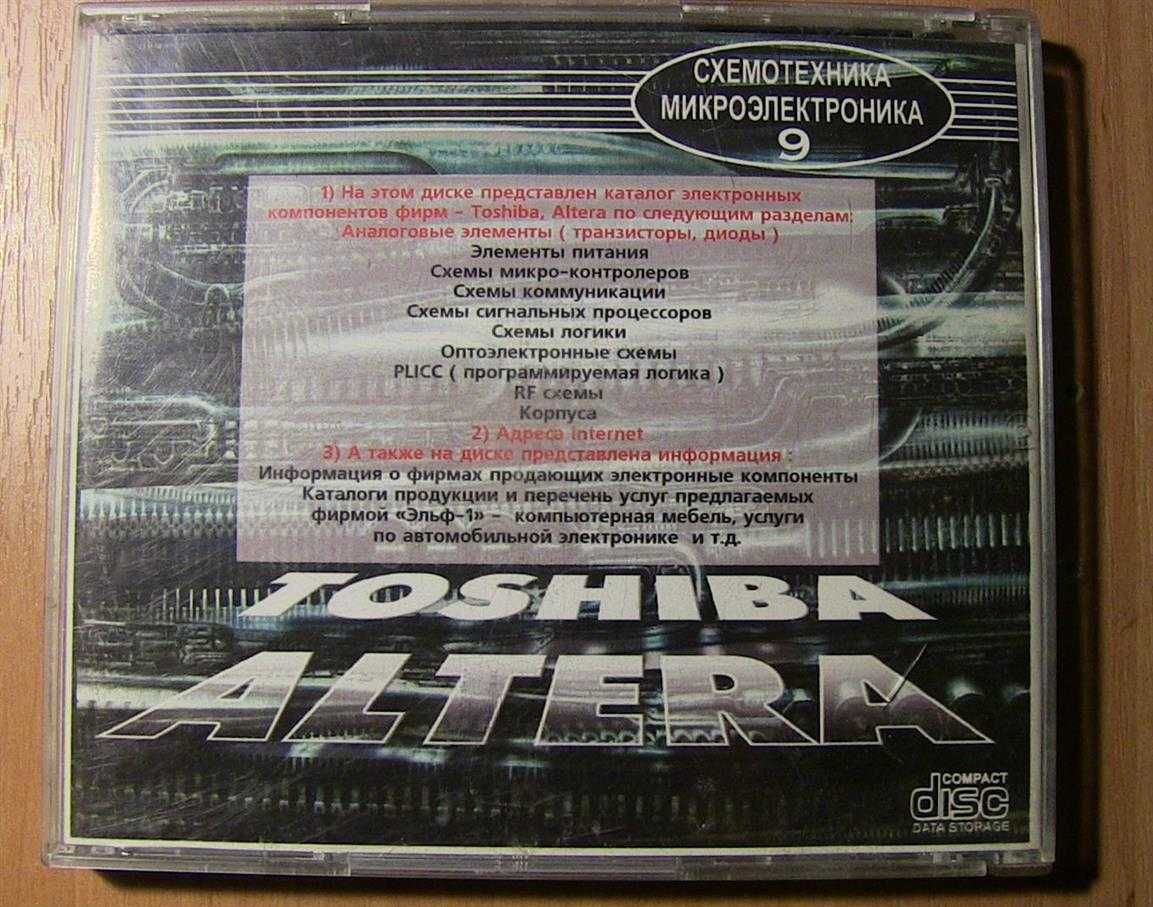 СХЕМОТЕХНИКА
МИКРОЭЛЕКТРОНИКА
9
1) На этом диске представлен каталог электронных
компонентов фирм - Toshiba, Altera по следующим разделам:
Аналоговые элементы ( транзисторы, диоды )
Элементы питания
Схемы микро-контролеров
Схемы коммуникации
Схемы сигнальных процессоров
Схемы логики
Оптоэлектронные схемы
PLICC ( программируемая логика )
RF схемы
Корпуса
2) Адреса Internet
3) А также на диске представлена информация :
Информация о фирмах продающих электронные компоненты
Каталоги продукции и перечень услуг предлагаемых
фирмой «Эльф-1» - компьютерная мебель, услуги
по автомобильной электронике и т.д.
TOSHIBA
ALTERA
COMPACT
disc
DATA STORAGE